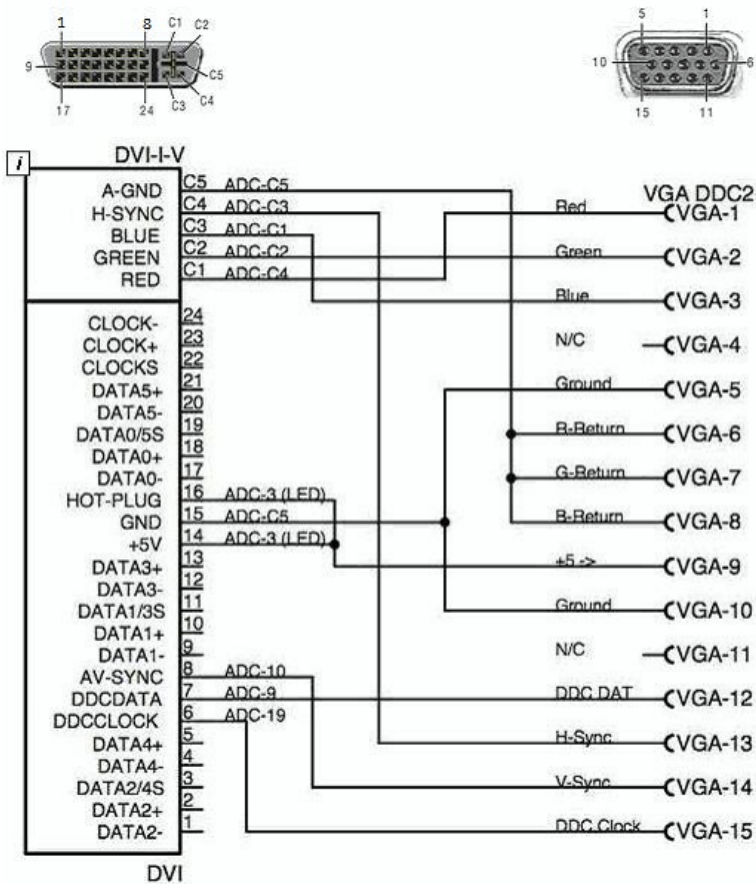 1 8 C1 C2
9 C5
17 24 C3 C4
5 1
10 6
15 11
i
DVI-I-V
A-GND C5 ADC-C5
H-SYNC C4 ADC-C3
BLUE C3 ADC-C1
GREEN C2 ADC-C2
RED C1 ADC-C4
CLOCK- 24
CLOCK+ 23
CLOCKS 22
DATA5+ 21
DATA5- 20
DATA0/5S 19
DATA0+ 18
DATA0- 17
HOT-PLUG 16 ADC-3 (LED)
GND 15 ADC-C5
+5V 14 ADC-3 (LED)
DATA3+ 13
DATA3- 12
DATA1/3S 11
DATA1+ 10
DATA1- 9
AV-SYNC 8 ADC-10
DDCDATA 7 ADC-9
DDCCLOCK 6 ADC-19
DATA4+ 5
DATA4- 4
DATA2/4S 3
DATA2+ 2
DATA2- 1
DVI
VGA DDC2
Red VGA-1
Green VGA-2
Blue VGA-3
N/C VGA-4
Ground VGA-5
R-Return VGA-6
G-Return VGA-7
B-Return VGA-8
+5 -> VGA-9
Ground VGA-10
N/C VGA-11
DDC DAT VGA-12
H-Sync VGA-13
V-Sync VGA-14
DDC Clock VGA-15